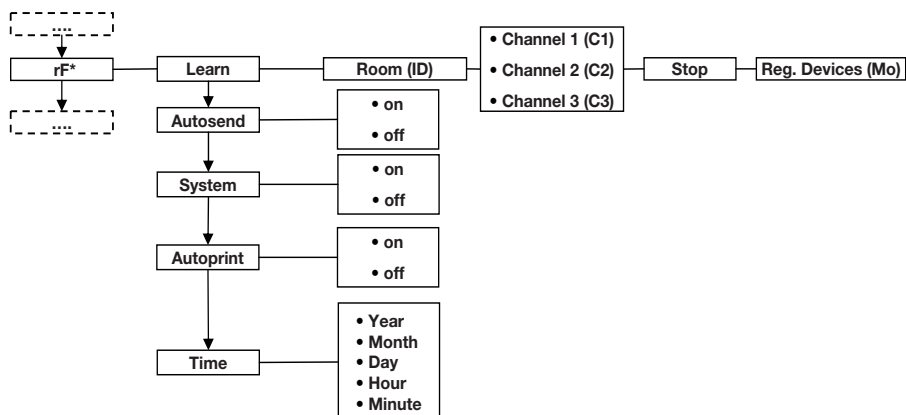 ....
rF*
....
Learn
Room (ID)
• Channel 1 (C1)
• Channel 2 (C2)
• Channel 3 (C3)
Stop
Reg. Devices (Mo)
Autosend
• on
• off
System
• on
• off
Autoprint
• on
• off
Time
• Year
• Month
• Day
• Hour
• Minute